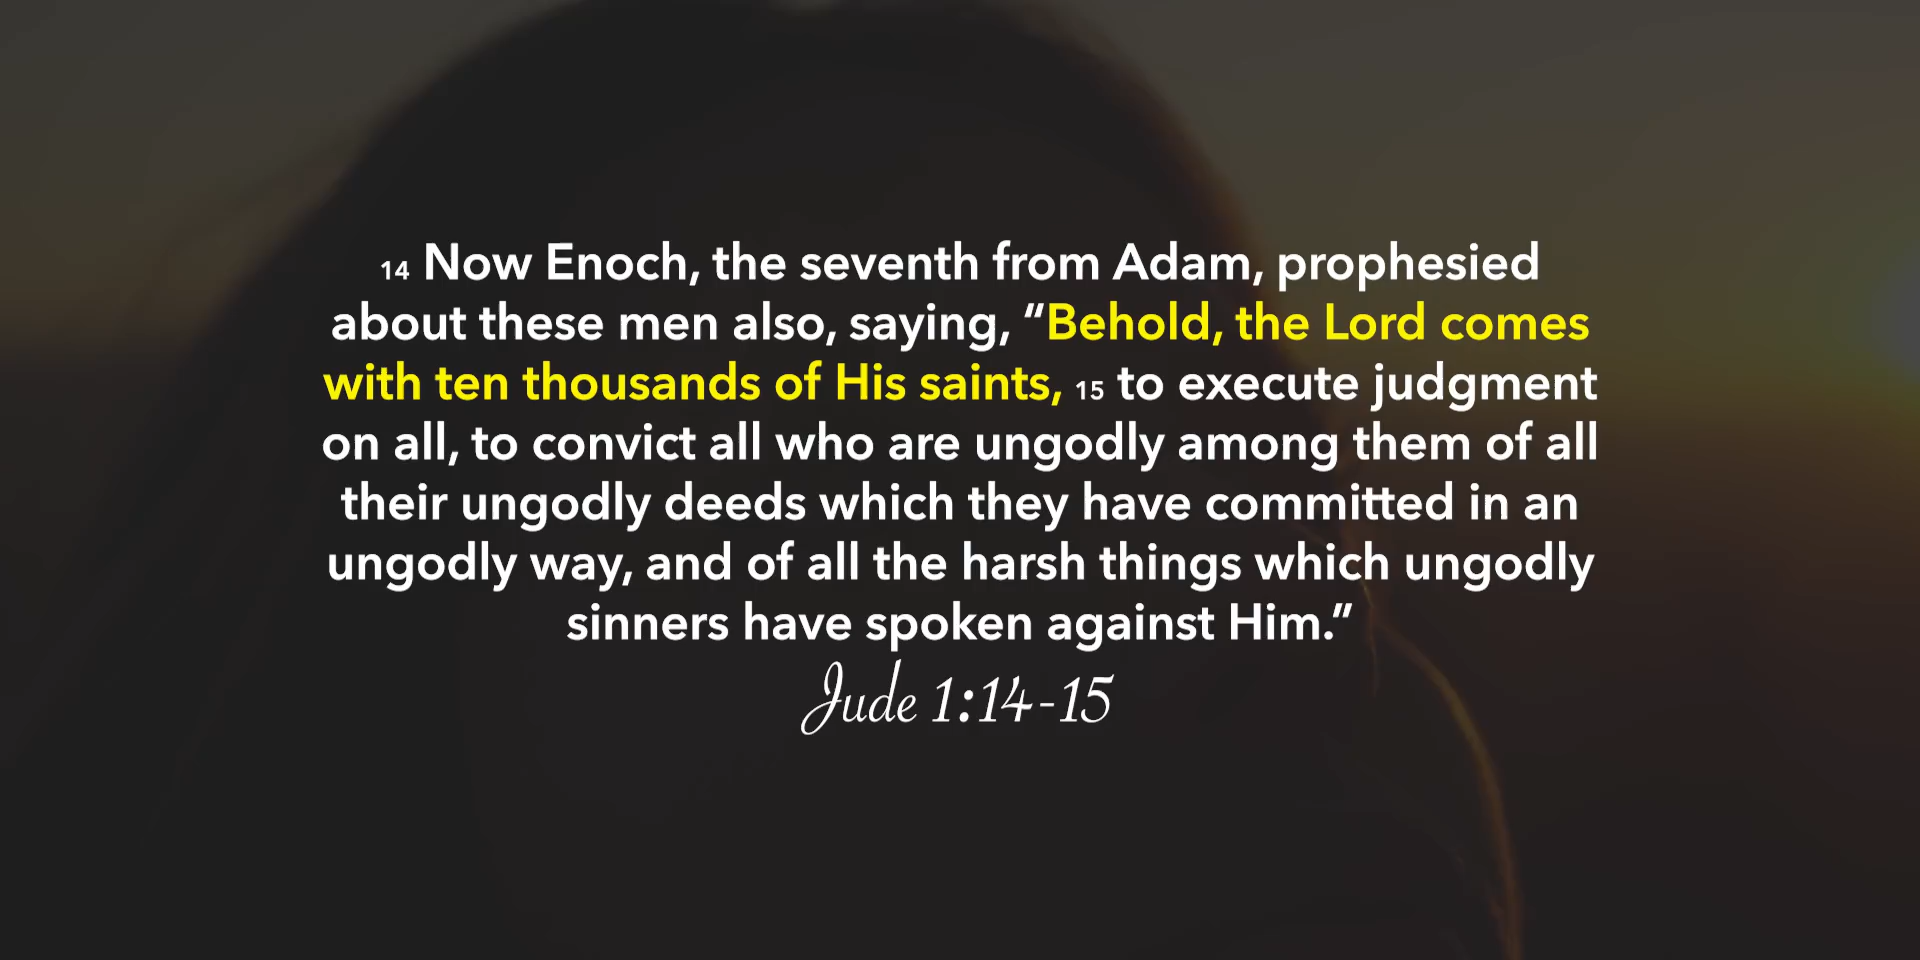 14 Now Enoch, the seventh from Adam, prophesied
about these men also, saying, “Behold, the Lord comes
with ten thousands of His saints, 15 to execute judgment
on all, to convict all who are ungodly among them of all
their ungodly deeds which they have committed in an
ungodly way, and of all the harsh things which ungodly
sinners have spoken against Him.”
Jude 1:14-15